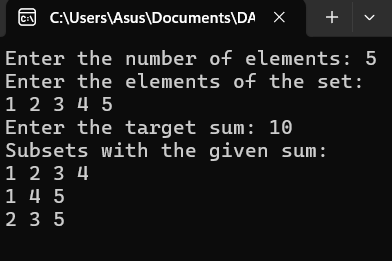 C:\Users\Asus\Documents\DA
Enter the number of elements: 5
Enter the elements of the set:
1 2 3 4 5
Enter the target sum: 10
Subsets with the given sum:
1 2 3 4
1 4 5
2 3 5